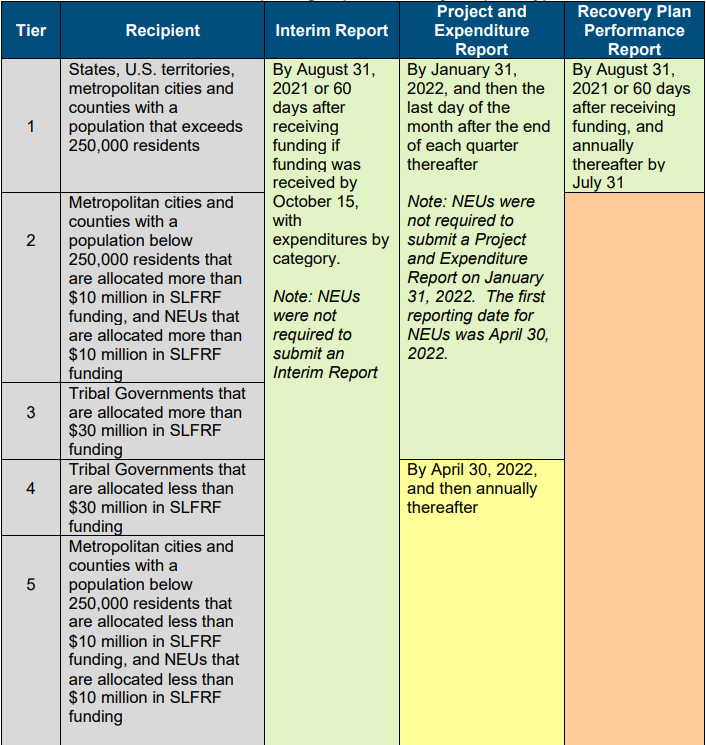 Tier
Recipient
Interim Report
Project and
Expenditure
Report
Recovery Plan
Performance
Report
1
States, U.S. territories,
metropolitan cities and
counties with a
population that exceeds
250,000 residents
By August 31,
2021 or 60
days after
receiving
funding if
funding was
received by
October 15,
with
expenditures by
category.
Note: NEUs
were not
required to
submit an
Interim Report
By January 31,
2022, and then the
last day of the
month after the end
of each quarter
thereafter
Note: NEUs were
not required to
submit a Project
and Expenditure
Report on January
31, 2022.  The first
reporting date for
NEUs was April 30,
2022.
By August 31,
2021 or 60 days
after receiving
funding, and
annually
thereafter by
July 31
2
Metropolitan cities and
counties with a
population below
250,000 residents that
are allocated more than
$10 million in SLFRF
funding, and NEUs that
are allocated more than
$10 million in SLFRF
funding
3
Tribal Governments that
are allocated more than
$30 million in SLFRF
funding
4
Tribal Governments that
are allocated less than
$30 million in SLFRF
funding
By April 30, 2022,
and then annually
thereafter
5
Metropolitan cities and
counties with a
population below
250,000 residents that
are allocated less than
$10 million in SLFRF
funding, and NEUs that
are allocated less than
$10 million in SLFRF
funding